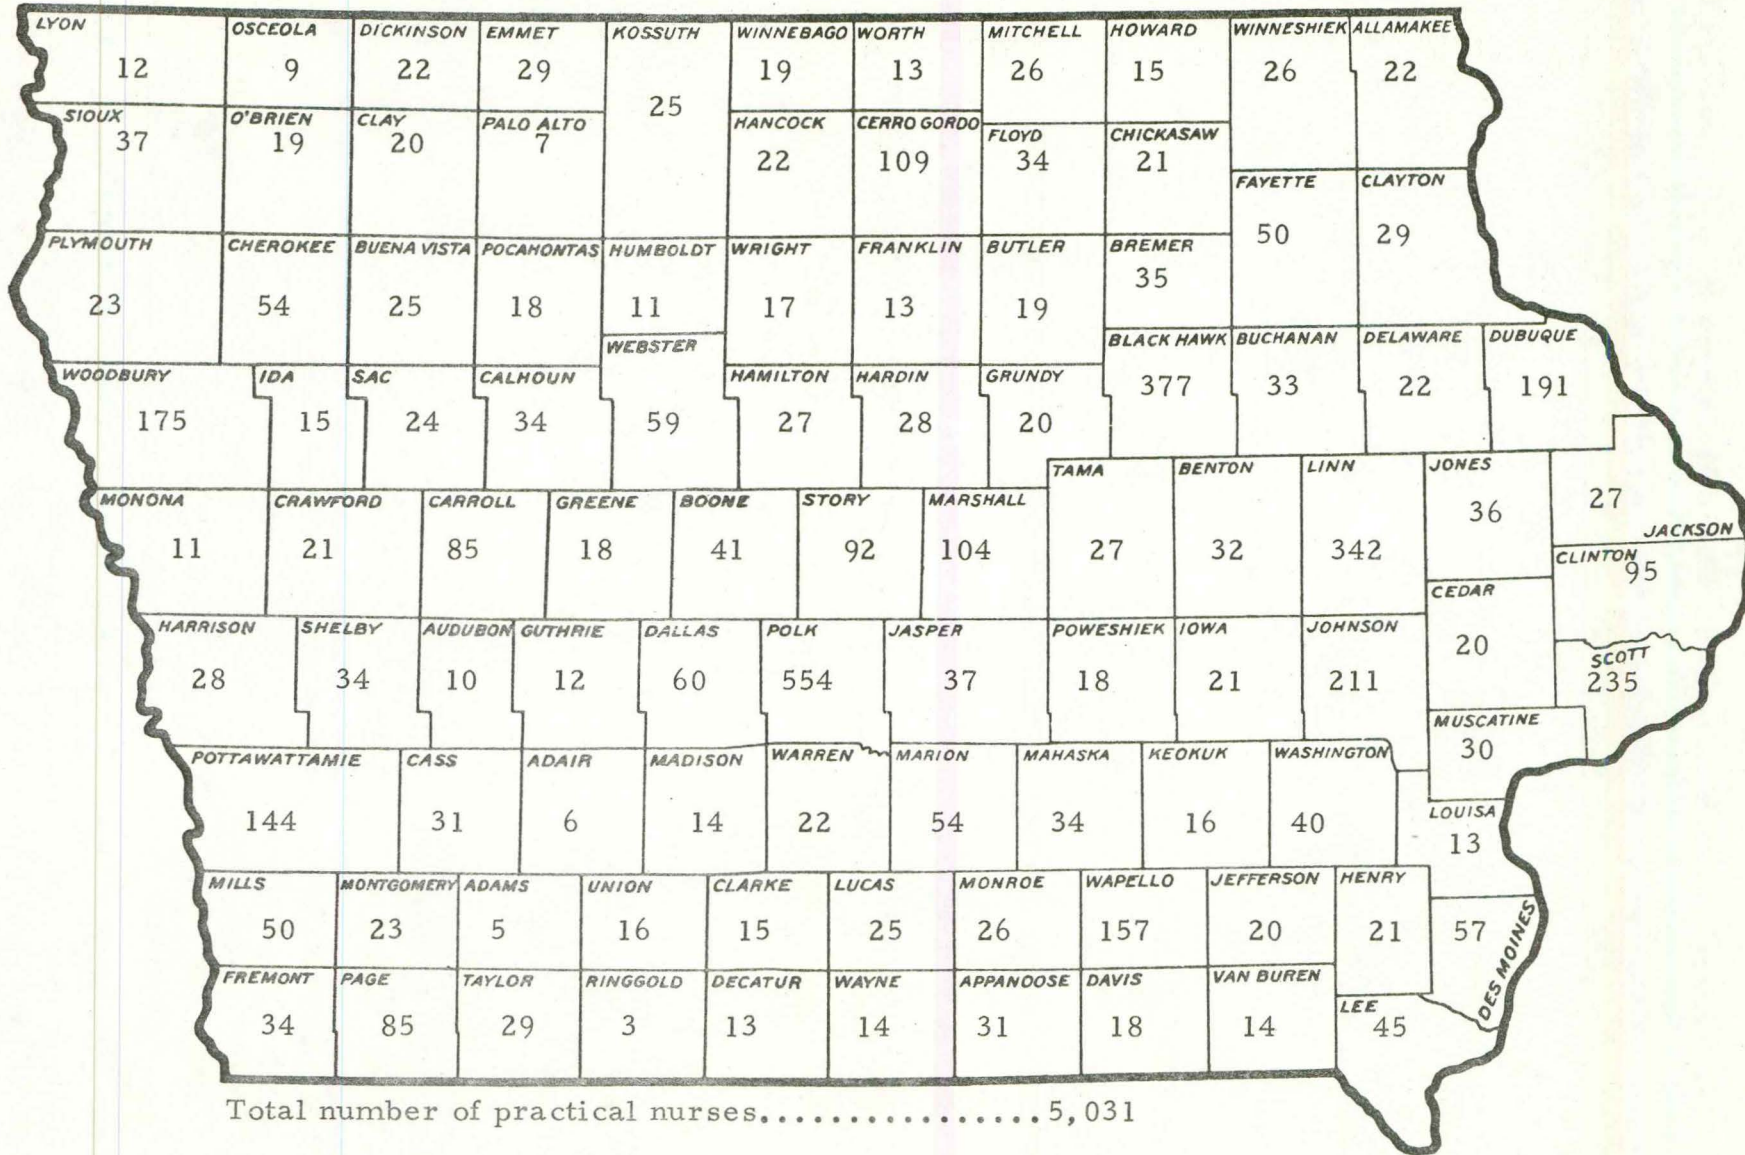 LYON OSCEOLA DICKINSON EMMET KOSSUTH WINNEBAGO WORTH MITCHELL HOWARD WINNESHIEK ALLAMAKEE
12 9 22 29 25 19 13 26 15 26 22
SIOUX O'BRIEN CLAY PALO ALTO HANCOCK CERRO GORDO FLOYD CHICKASAW
37 19 20 7 22 109 34 21
FAYETTE CLAYTON
50 29
PLYMOUTH CHEROKEE BUENA VISTA POCAHONTAS HUMBOLDT WRIGHT FRANKLIN BUTLER BREMER
23 54 25 18 11 17 13 19 35
WEBSTER BLACK HAWK BUCHANAN DELAWARE DUBUQUE
59 377 33 22 191
WOODBURY IDA SAC CALHOUN HAMILTON HARDIN GRUNDY
175 15 24 34 27 28 20
TAMA BENTON LINN JONES
27 32 342 36
27
JACKSON
MONONA CRAWFORD CARROLL GREENE BOONE STORY MARSHALL
11 21 85 18 41 92 104
CLINTON
95
CEDAR
20
HARRISON SHELBY AUDUBON GUTHRIE DALLAS POLK JASPER POWESHIEK IOWA JOHNSON
28 34 10 12 60 554 37 18 21 211
SCOTT
235
MUSCATINE
30
POTTAWATTAMIE CASS ADAIR MADISON WARREN MARION MAHASKA KEOKUK WASHINGTON
144 31 6 14 22 54 34 16 40
LOUISA
13
MILLS MONTGOMERY ADAMS UNION CLARKE LUCAS MONROE WAPELLO JEFFERSON HENRY
50 23 5 16 15 25 26 157 20 21
57
DES MOINES
FREMONT PAGE TAYLOR RINGGOLD DECATUR WAYNE APPANOOSE DAVIS VAN BUREN
34 85 29 3 13 14 31 18 14
LEE
45
Total number of practical nurses.................5,031